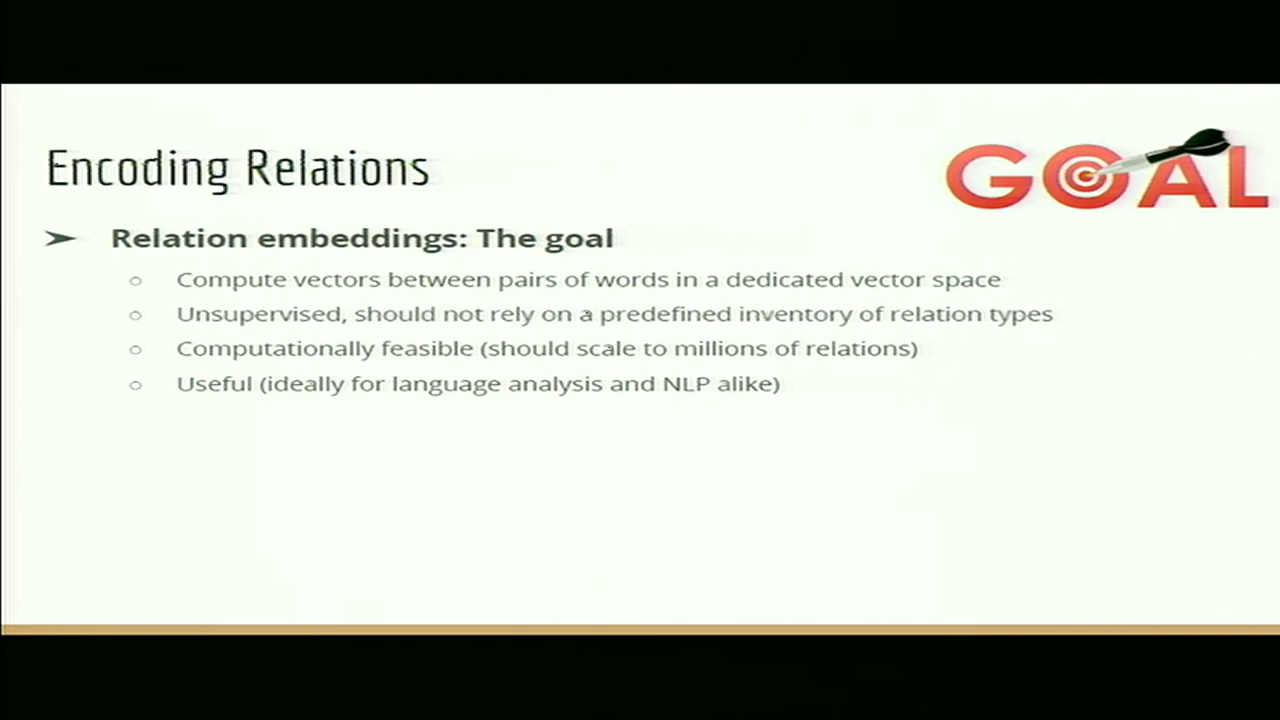 Encoding Relations
GOAL
➤ Relation embeddings: The goal
○ Compute vectors between pairs of words in a dedicated vector space
○ Unsupervised, should not rely on a predefined inventory of relation types
○ Computationally feasible (should scale to millions of relations)
○ Useful (ideally for language analysis and NLP alike)